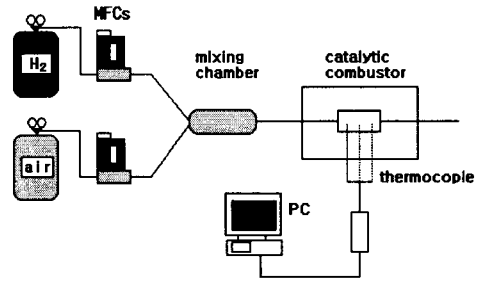 MFCs
H2
mixing
chamber
catalytic
combustor
air
thermocople
PC